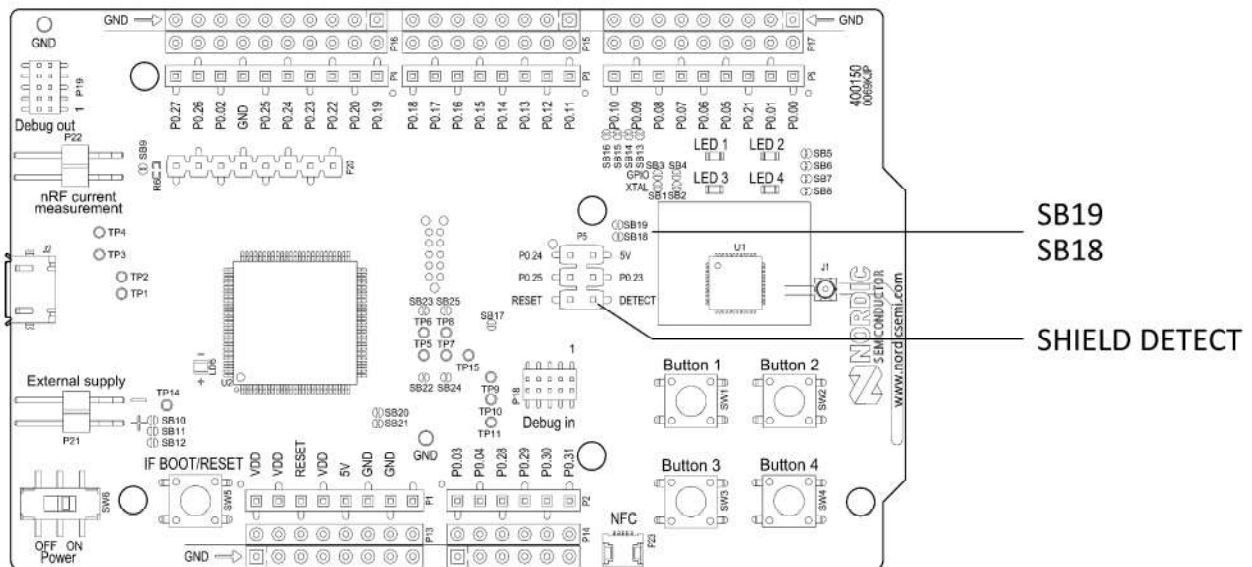 GND
GND
GND
P16
P15
P17
P4
P3
P6
P0.27
P0.26
P0.02
GND
P0.25
P0.24
P0.23
P0.22
P0.20
P0.19
P0.18
P0.17
P0.16
P0.15
P0.14
P0.13
P0.12
P0.11
P0.10
P0.09
P0.08
P0.07
P0.06
P0.05
P0.21
P0.01
P0.00
400150
P19
1
Debug out
P22
SB9
R6
P20
nRF current
measurement
SB16
SB15
SB14
SB13
LED 1
LED 2
LED 3
LED 4
SB3
SB4
GPIO
XTAL
SB1
SB2
SB5
SB6
SB7
SB8
SB19
SB18
SB19
SB18
TP4
TP3
TP2
TP1
J2
P5
P0.24
5V
P0.25
P0.23
RESET
DETECT
U1
J1
SHIELD DETECT
NORDIC
SEMICONDUCTOR
www.nordicsemi.com
SB23
SB25
TP6
TP8
TP5
TP7
SB17
TP15
SB22
SB24
LD5
U2
1
P18
Debug in
TP9
TP10
TP11
External supply
TP14
SB10
SB11
SB12
P21
SB20
SB21
GND
Button 1
Button 2
SW1
SW2
Button 3
Button 4
SW3
SW4
IF BOOT/RESET
SW5
SW6
OFF ON
Power
VDD
VDD
RESET
VDD
5V
GND
GND
P0.03
P0.04
P0.28
P0.29
P0.30
P0.31
P1
P2
P13
P14
GND
NFC
P23